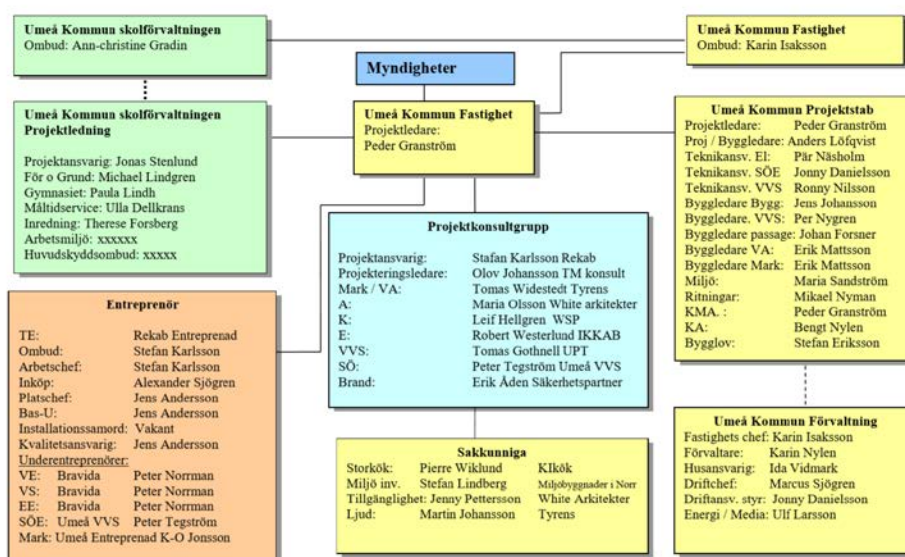 Umeå Kommun skolförvaltningen
Ombud: Ann-christine Gradin
Umeå Kommun Fastighet
Ombud: Karin Isaksson
Myndigheter
Umeå Kommun skolförvaltningen
Projektledning
Projektansvarig: Jonas Stenlund
För o Grund: Michael Lindgren
Gymnasiet: Paula Lindh
Måltidservice: Ulla Dellkrans
Inredning: Therese Forsberg
Arbetsmiljö: xxxxxx
Huvudskyddsombud: xxxxx
Umeå Kommun Fastighet
Projektledare:
Peder Granström
Umeå Kommun Projektstab
Projektledare: Peder Granström
Proj / Byggledare: Anders Löfqvist
Teknikansv. El: Pär Näsholm
Teknikansv. SÖE Jonny Danielsson
Teknikansv. VVS Ronny Nilsson
Byggledare Bygg: Jens Johansson
Byggledare. VVS: Per Nygren
Byggledare passage: Johan Forsner
Byggledare VA: Erik Mattsson
Byggledare Mark: Erik Mattsson
Miljö: Maria Sandström
Ritningar: Mikael Nyman
KMA. : Peder Granström
KA: Bengt Nylen
Bygglov: Stefan Eriksson
Projektkonsultgrupp
Projektansvarig: Stafan Karlsson Rekab
Projekteringsledare: Olov Johansson TM konsult
Mark / VA: Tomas Widestedt Tyrens
A: Maria Olsson White arkitekter
K: Leif Hellgren WSP
E: Robert Westerlund IKKAB
VVS: Tomas Gothnell UPT
SÖ: Peter Tegström Umeå VVS
Brand: Erik Åden Säkerhetspartner
Entreprenör
TE: Rekab Entreprenad
Ombud: Stefan Karlsson
Arbetschef: Stefan Karlsson
Inköp: Alexander Sjögren
Platschef: Jens Andersson
Bas-U: Jens Andersson
Installationssamord: Vakant
Kvalitetsansvarig: Jens Andersson
Underentreprenörer:
VE: Bravida Peter Norrman
VS: Bravida Peter Norrman
EE: Bravida Peter Norrman
SÖE: Umeå VVS Peter Tegström
Mark: Umeå Entreprenad K-O Jonsson
Sakkunniga
Storkök: Pierre Wiklund KIkök
Miljö inv. Stefan Lindberg Miljöbyggnader i Norr
Tillgänglighet: Jenny Pettersson White Arkitekter
Ljud: Martin Johansson Tyrens
Umeå Kommun Förvaltning
Fastighets chef: Karin Isaksson
Förvaltare: Karin Nylen
Husansvarig: Ida Vidmark
Driftchef: Marcus Sjögren
Driftansv. styr: Jonny Danielsson
Energi / Media: Ulf Larsson